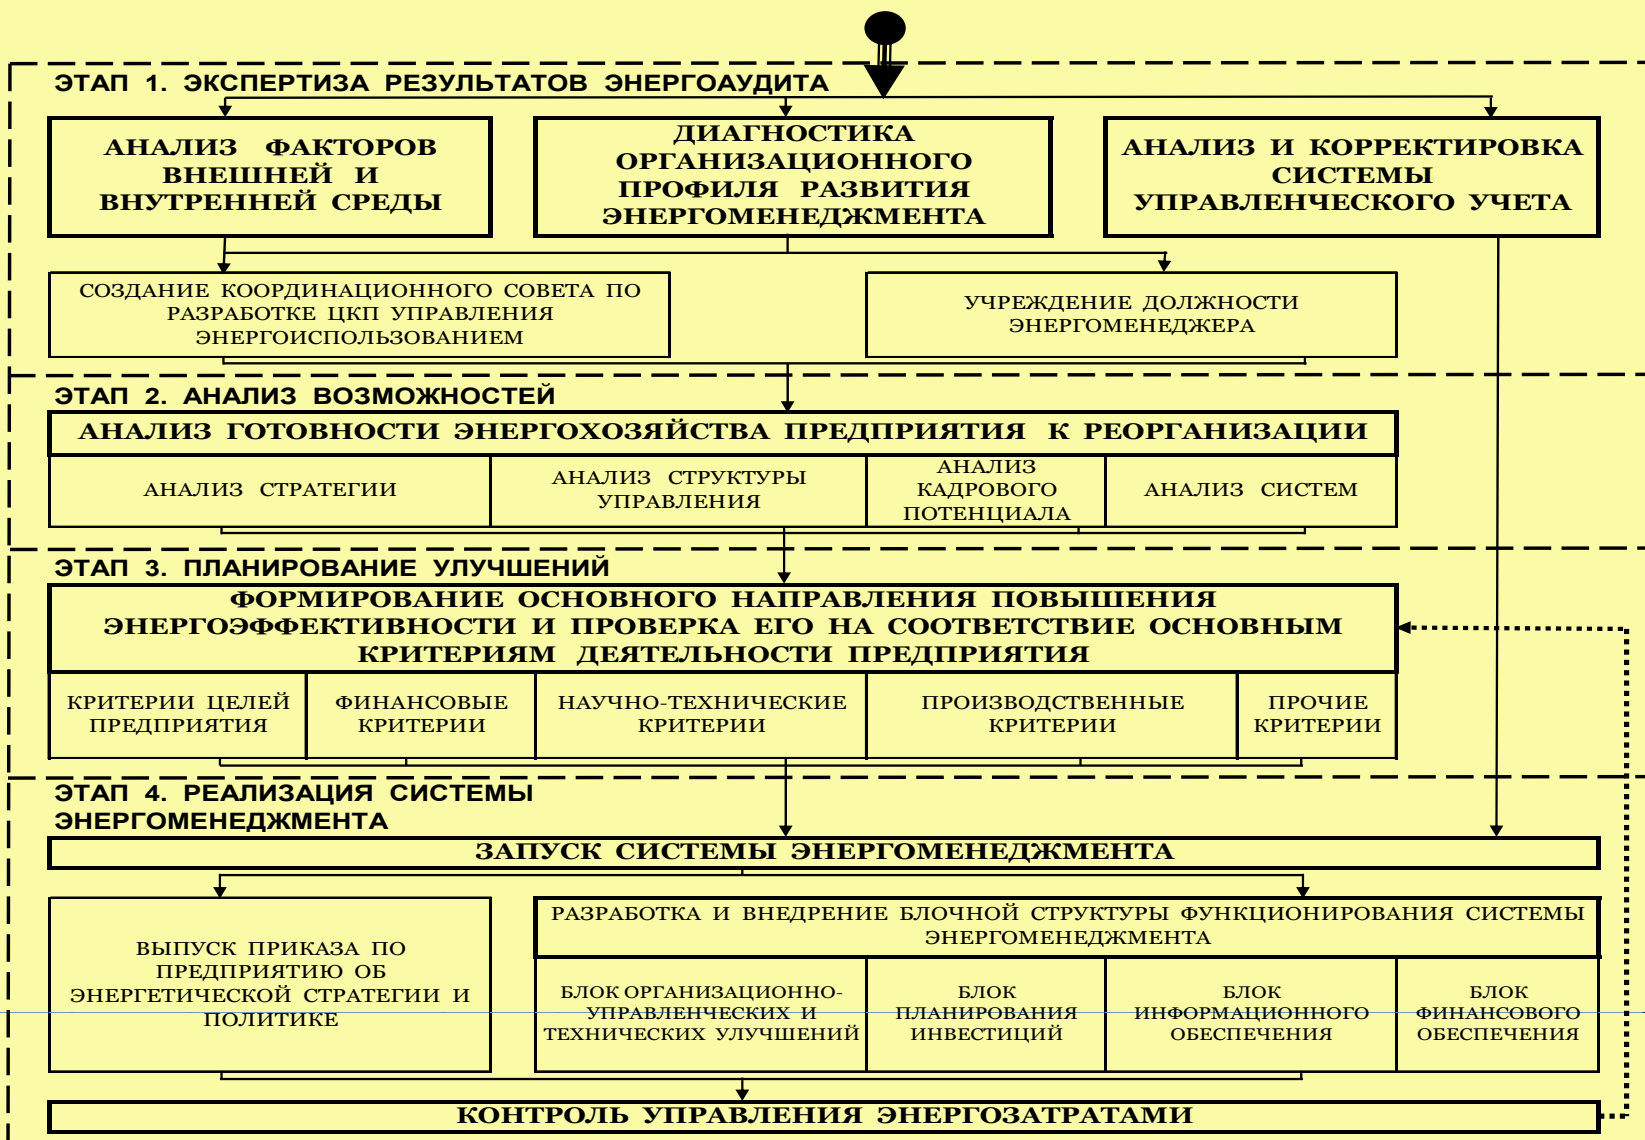 ЭТАП 1. ЭКСПЕРТИЗА РЕЗУЛЬТАТОВ ЭНЕРГОАУДИТА
АНАЛИЗ ФАКТОРОВ
ВНЕШНЕЙ И
ВНУТРЕННЕЙ СРЕДЫ
ДИАГНОСТИКА
ОРГАНИЗАЦИОННОГО
ПРОФИЛЯ РАЗВИТИЯ
ЭНЕРГОМЕНЕДЖМЕНТА
АНАЛИЗ И КОРРЕКТИРОВКА
СИСТЕМЫ
УПРАВЛЕНЧЕСКОГО УЧЕТА
СОЗДАНИЕ КООРДИНАЦИОННОГО СОВЕТА ПО
РАЗРАБОТКЕ ЦКП УПРАВЛЕНИЯ
ЭНЕРГОИСПОЛЬЗОВАНИЕМ
УЧРЕЖДЕНИЕ ДОЛЖНОСТИ
ЭНЕРГОМЕНЕДЖЕРА
ЭТАП 2. АНАЛИЗ ВОЗМОЖНОСТЕЙ
АНАЛИЗ ГОТОВНОСТИ ЭНЕРГОХОЗЯЙСТВА ПРЕДПРИЯТИЯ К РЕОРГАНИЗАЦИИ
АНАЛИЗ СТРАТЕГИИ
АНАЛИЗ СТРУКТУРЫ
УПРАВЛЕНИЯ
АНАЛИЗ
КАДРОВОГО
ПОТЕНЦИАЛА
АНАЛИЗ СИСТЕМ
ЭТАП 3. ПЛАНИРОВАНИЕ УЛУЧШЕНИЙ
ФОРМИРОВАНИЕ ОСНОВНОГО НАПРАВЛЕНИЯ ПОВЫШЕНИЯ
ЭНЕРГОЭФФЕКТИВНОСТИ И ПРОВЕРКА ЕГО НА СООТВЕТСТВИЕ ОСНОВНЫМ
КРИТЕРИЯМ ДЕЯТЕЛЬНОСТИ ПРЕДПРИЯТИЯ
КРИТЕРИИ ЦЕЛЕЙ
ПРЕДПРИЯТИЯ
ФИНАНСОВЫЕ
КРИТЕРИИ
НАУЧНО-ТЕХНИЧЕСКИЕ
КРИТЕРИИ
ПРОИЗВОДСТВЕННЫЕ
КРИТЕРИИ
ПРОЧИЕ
КРИТЕРИИ
ЭТАП 4. РЕАЛИЗАЦИЯ СИСТЕМЫ
ЭНЕРГОМЕНЕДЖМЕНТА
ЗАПУСК СИСТЕМЫ ЭНЕРГОМЕНЕДЖМЕНТА
ВЫПУСК ПРИКАЗА ПО
ПРЕДПРИЯТИЮ ОБ
ЭНЕРГЕТИЧЕСКОЙ СТРАТЕГИИ И
ПОЛИТИКЕ
РАЗРАБОТКА И ВНЕДРЕНИЕ БЛОЧНОЙ СТРУКТУРЫ ФУНКЦИОНИРОВАНИЯ СИСТЕМЫ
ЭНЕРГОМЕНЕДЖМЕНТА
БЛОК ОРГАНИЗАЦИОННО-
УПРАВЛЕНЧЕСКИХ И
ТЕХНИЧЕСКИХ УЛУЧШЕНИЙ
БЛОК
ПЛАНИРОВАНИЯ
ИНВЕСТИЦИЙ
БЛОК
ИНФОРМАЦИОННОГО
ОБЕСПЕЧЕНИЯ
БЛОК
ФИНАНСОВОГО
ОБЕСПЕЧЕНИЯ
КОНТРОЛЬ УПРАВЛЕНИЯ ЭНЕРГОЗАТРАТАМИ